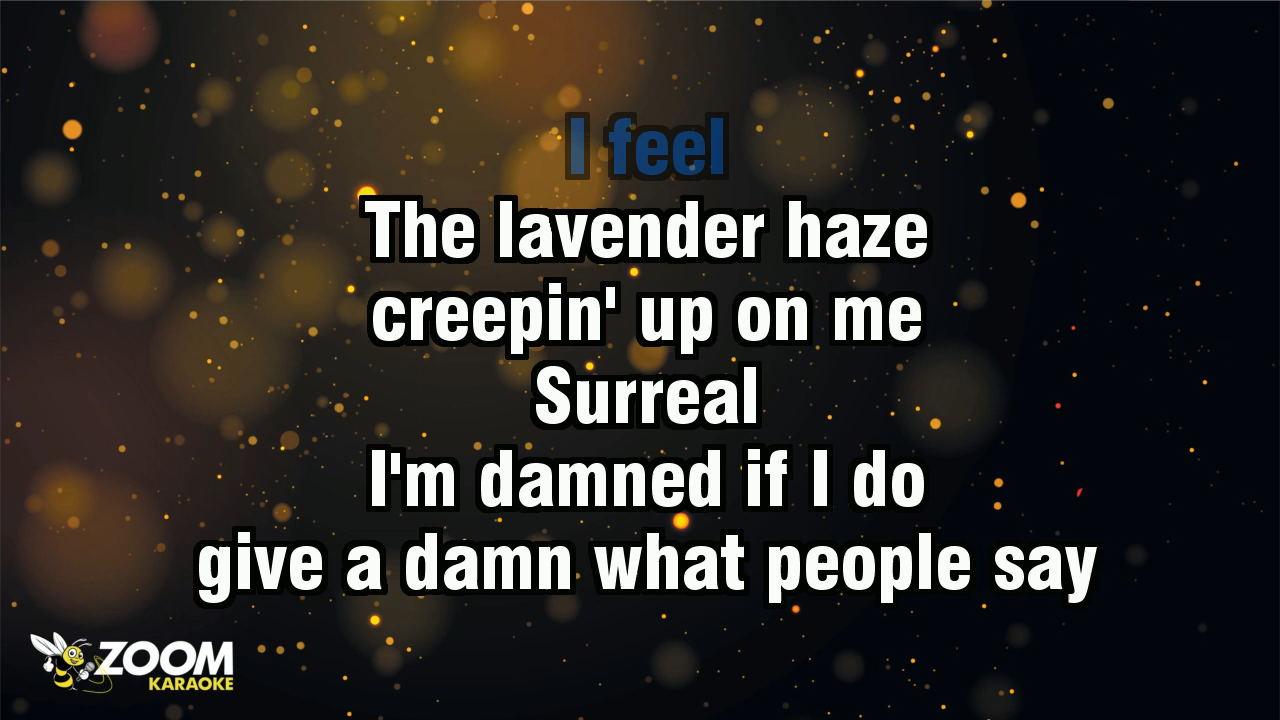 I feel
The lavender haze
creepin' up on me
Surreal
I'm damned if I do
give a damn what people say
ZOOM
KARAOKE